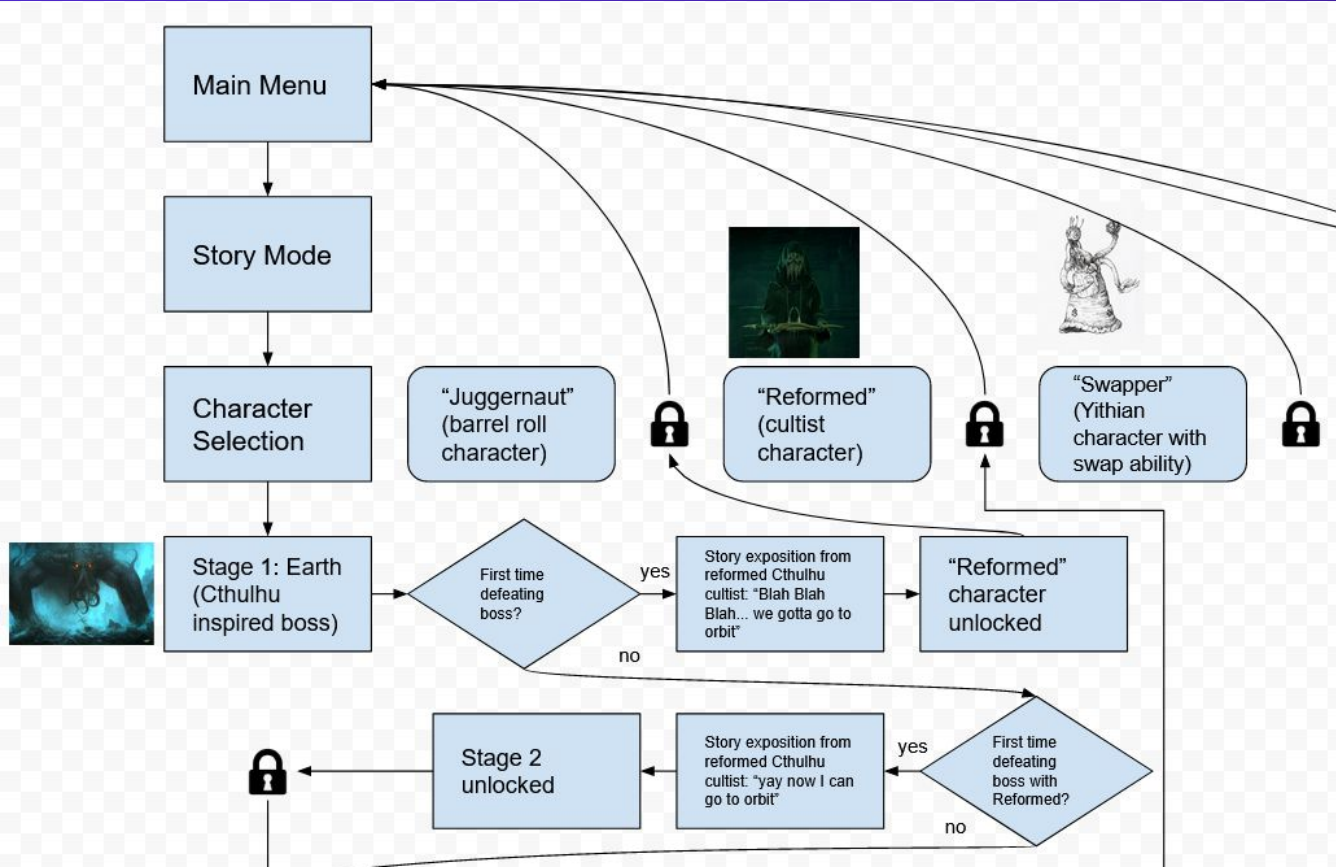 Main Menu
Story Mode
Character
Selection
“Juggernaut”
(barrel roll
character)
“Reformed”
(cultist
character)
“Swapper”
(Yithian
character with
swap ability)
Stage 1: Earth
(Cthulhu
inspired boss)
First time
defeating
boss?
yes
Story exposition from
reformed Cthulhu
cultist: “Blah Blah
Blah... we gotta go to
orbit”
“Reformed”
character
unlocked
no
First time
defeating
boss with
Reformed?
yes
Story exposition from
reformed Cthulhu
cultist: “yay now I can
go to orbit”
Stage 2
unlocked
no